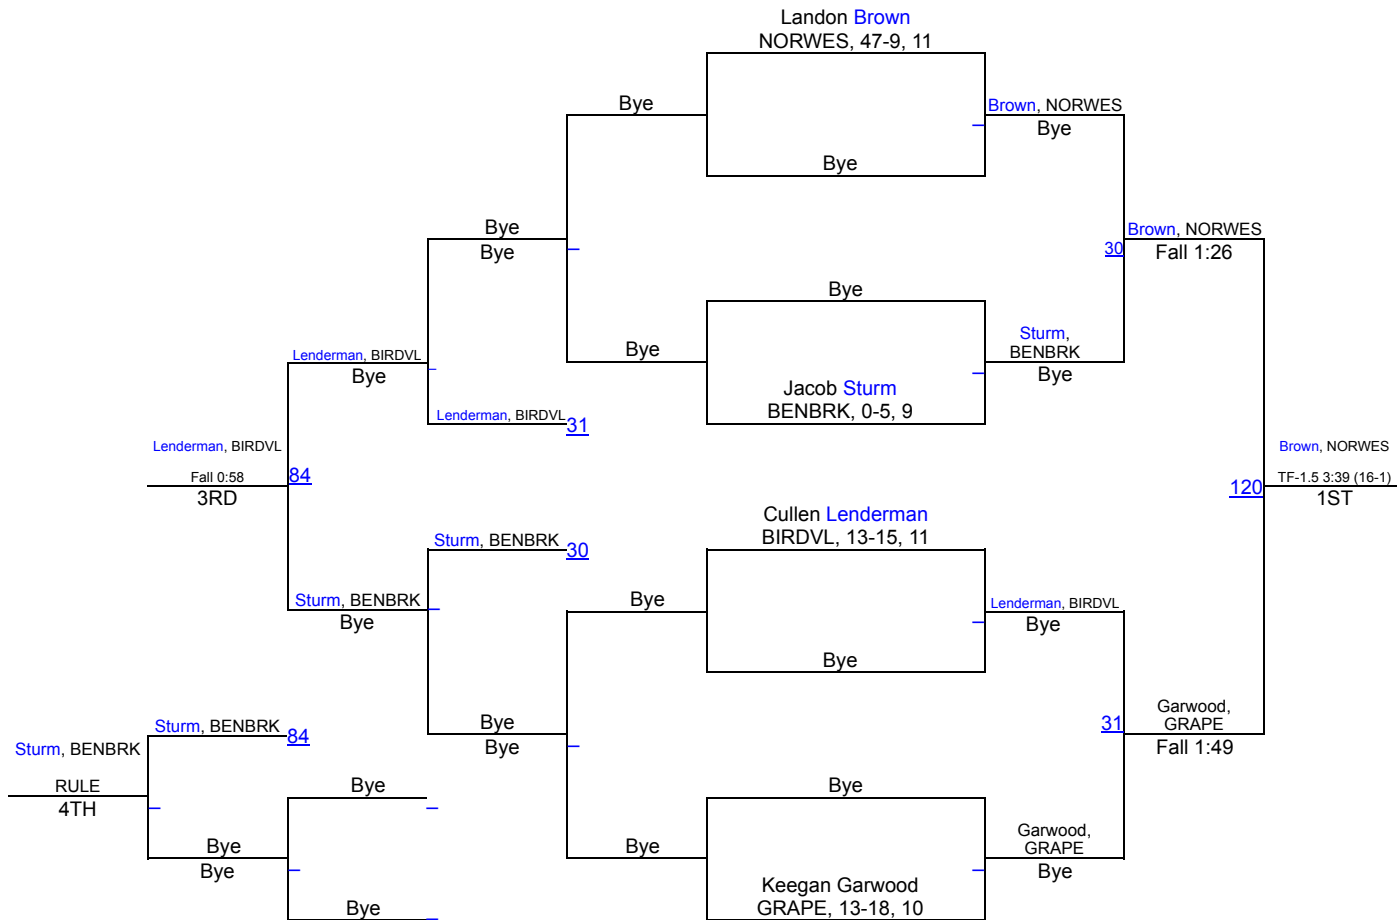 Landon Brown
NORWES, 47-9, 11
Bye
Brown, NORWES
Bye
Bye
Bye
Bye
Brown, NORWES
30
Fall 1:26
Bye
Lenderman, BIRDVL
Bye
Bye
Sturm,
BENBRK
Bye
Jacob Sturm
BENBRK, 0-5, 9
Lenderman, BIRDVL
31
Lenderman, BIRDVL
Fall 0:58
84
3RD
Brown, NORWES
TF-1.5 3:39 (16-1)
120
1ST
Cullen Lenderman
BIRDVL, 13-15, 11
Sturm, BENBRK
30
Sturm, BENBRK
Bye
Bye
Lenderman, BIRDVL
Bye
Bye
Bye
Bye
Garwood,
GRAPE
31
Fall 1:49
Sturm, BENBRK
84
Sturm, BENBRK
RULE
4TH
Bye
Bye
Bye
Bye
Bye
Garwood,
GRAPE
Bye
Keegan Garwood
GRAPE, 13-18, 10
Bye